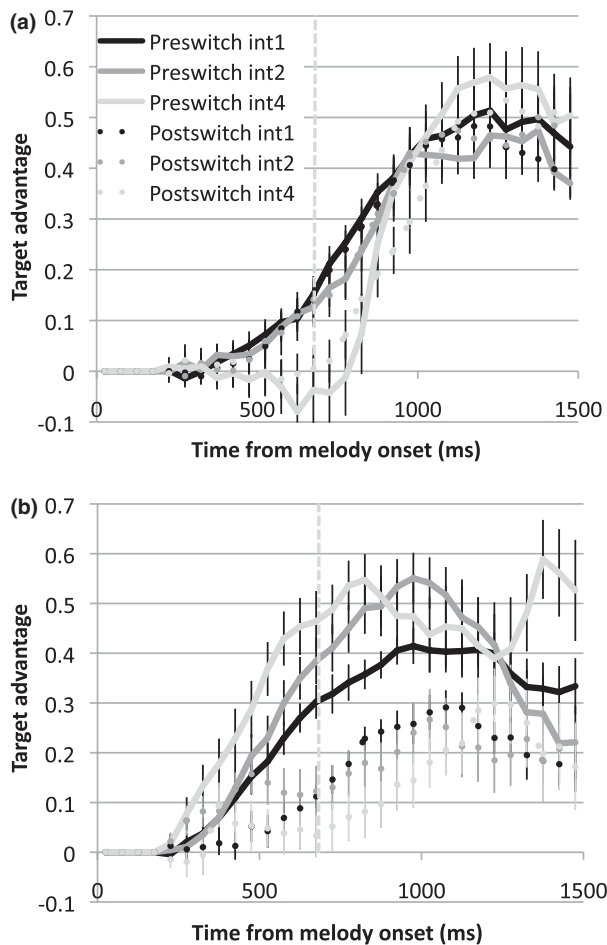 (a)
0.7
0.6
0.5
0.4
0.3
0.2
0.1
0
-0.1
Target advantage
Preswitch int1
Preswitch int2
Preswitch int4
Postswitch int1
Postswitch int2
Postswitch int4
0 500 1000 1500
Time from melody onset (ms)
(b)
0.7
0.6
0.5
0.4
0.3
0.2
0.1
0
-0.1
Target advantage
0 500 1000 1500
Time from melody onset (ms)